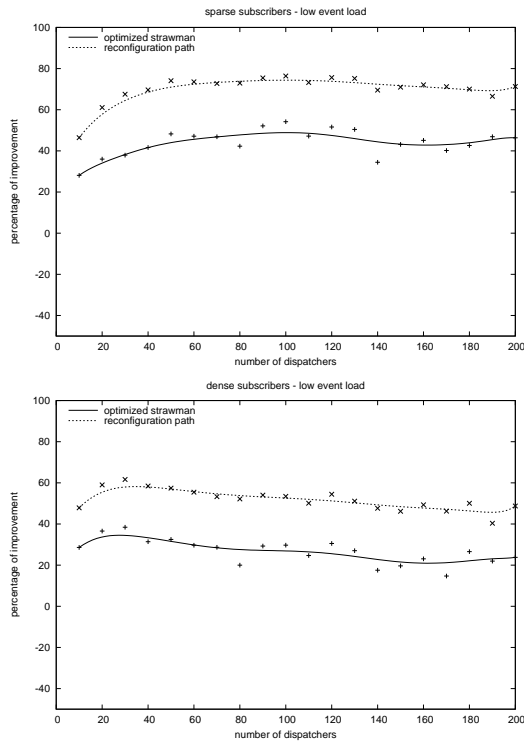 sparse subscribers - low event load
100
optimized strawman
reconfiguration path
80
60
40
20
0
-20
-40
percentage of improvement
0 20 40 60 80 100 120 140 160 180 200
number of dispatchers
dense subscribers - low event load
100
optimized strawman
reconfiguration path
80
60
40
20
0
-20
-40
percentage of improvement
0 20 40 60 80 100 120 140 160 180 200
number of dispatchers